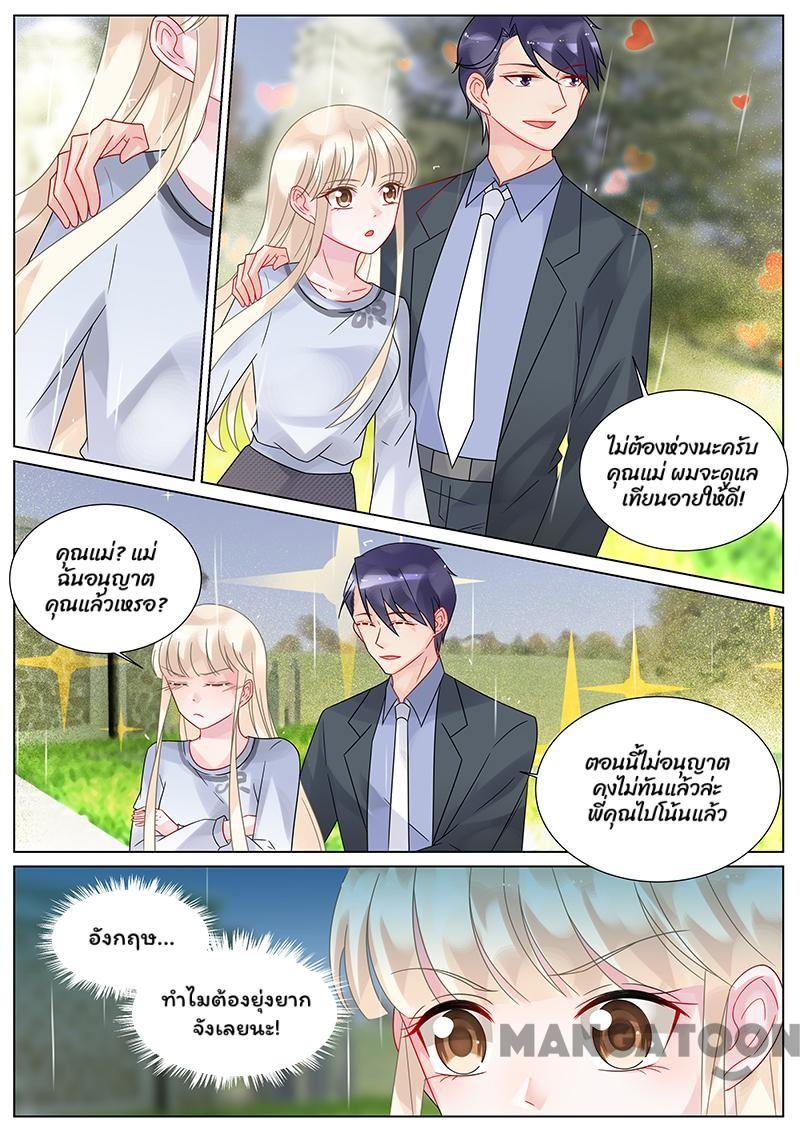 ไม่ต้องห่วงนะครับ
คุณแม่ ผมจะดูแล
เทียนอายให้ดี!
คุณแม่? แม่
ฉันอนุญาต
คุณแล้วเหรอ?
ตอนนี้ไม่อนุญาต
คงไม่ทันแล้วล่ะ
พี่คุณไปโน้นแล้ว
อังกฤษ...
ทำไมต้องยุ่งยาก
จังเลยนะ!
MANGATOON